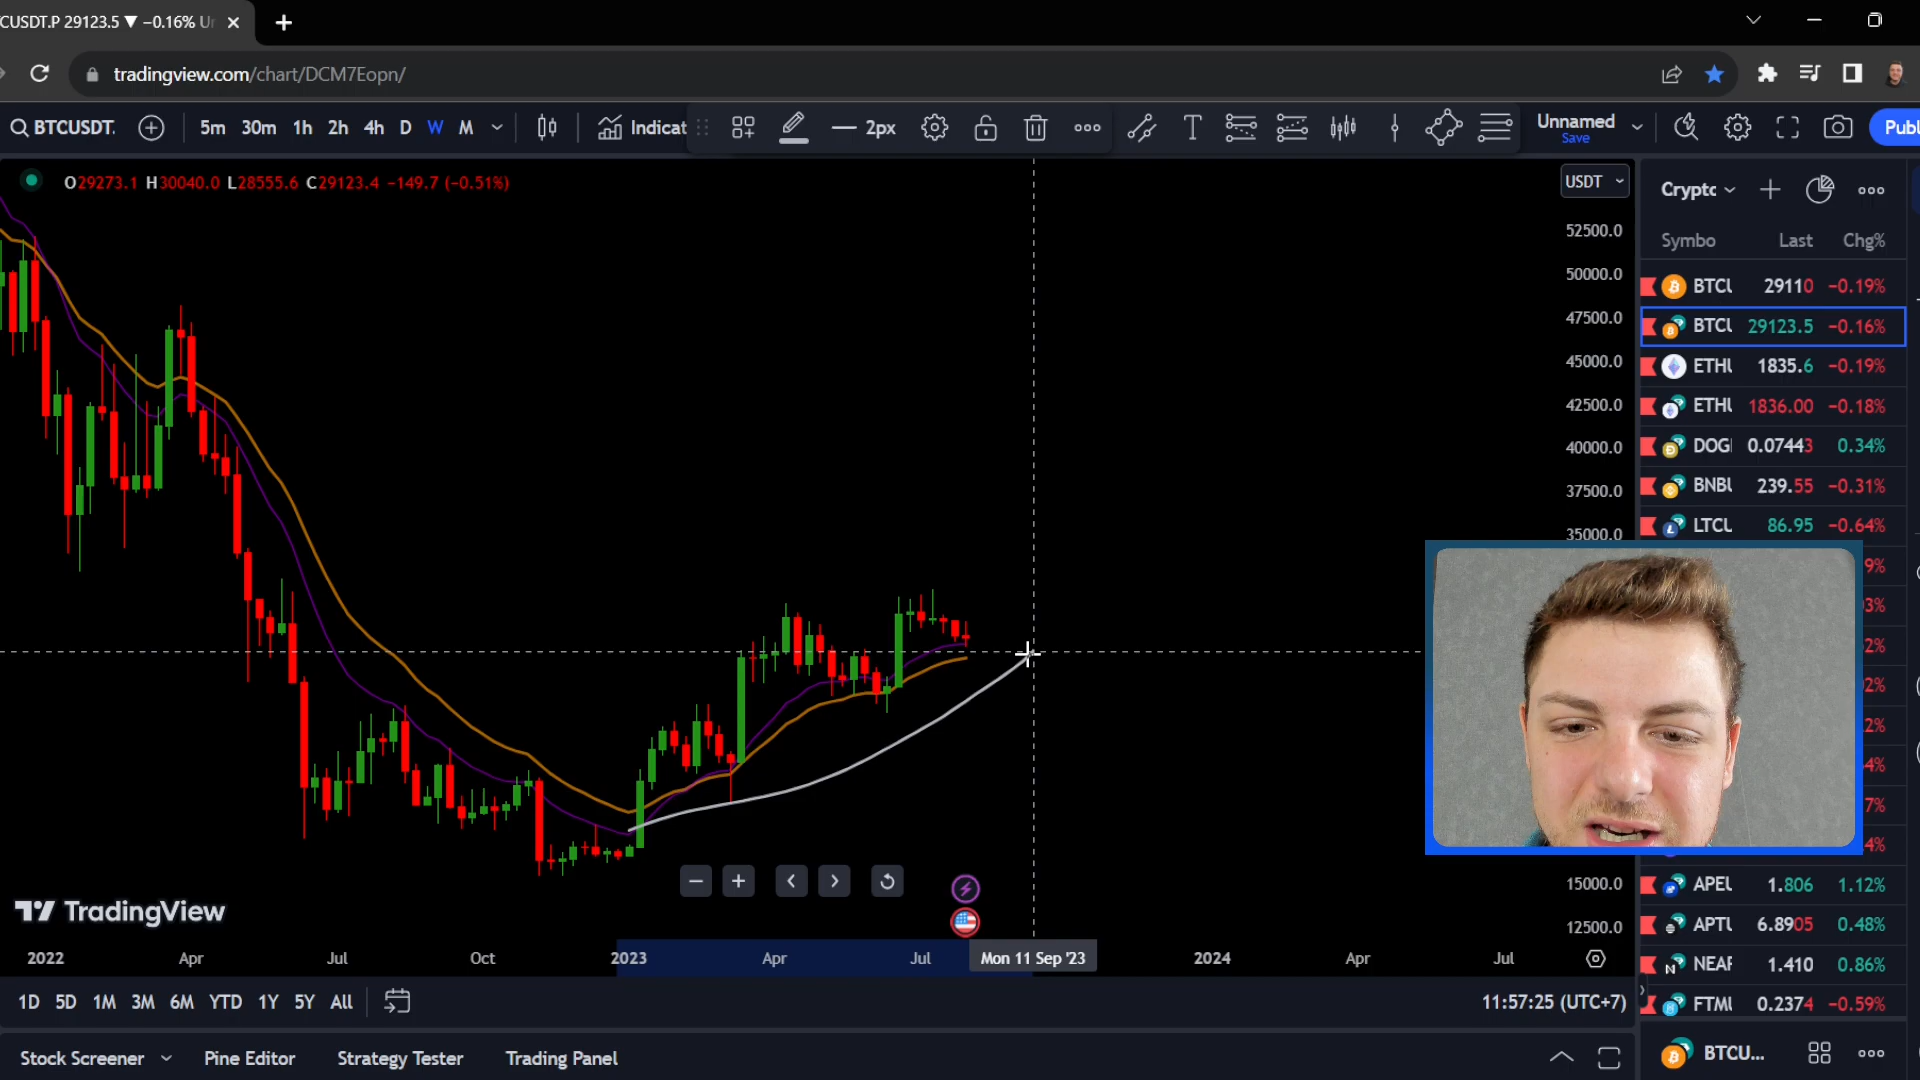 CUSDT.P 29123.5 ▼ −0.16% Ur
tradingview.com/chart/DCM7Eopn/
BTCUSDT. 5m 30m 1h 2h 4h D W M Indicat 2px Unnamed Save Publ
O29273.1 H30040.0 L28555.6 C29123.4 −149.7 (−0.51%)
USDT
52500.0
50000.0
47500.0
45000.0
42500.0
40000.0
37500.0
35000.0
15000.0
12500.0
Crypto
Symbo Last Chg%
BTCU 29110 −0.19%
BTCU 29123.5 −0.16%
ETHU 1835.6 −0.19%
ETHU 1836.00 −0.18%
DOG 0.07443 0.34%
BNBU 239.55 −0.31%
LTCU 86.95 −0.64%
9%
3%
2%
2%
2%
4%
7%
4%
APEU 1.806 1.12%
APTU 6.8905 0.48%
NEAR 1.410 0.86%
FTMU 0.2374 −0.59%
TradingView
2022 Apr Jul Oct 2023 Apr Jul Mon 11 Sep '23 2024 Apr Jul
1D 5D 1M 3M 6M YTD 1Y 5Y All
11:57:25 (UTC+7)
Stock Screener Pine Editor Strategy Tester Trading Panel
BTCU...